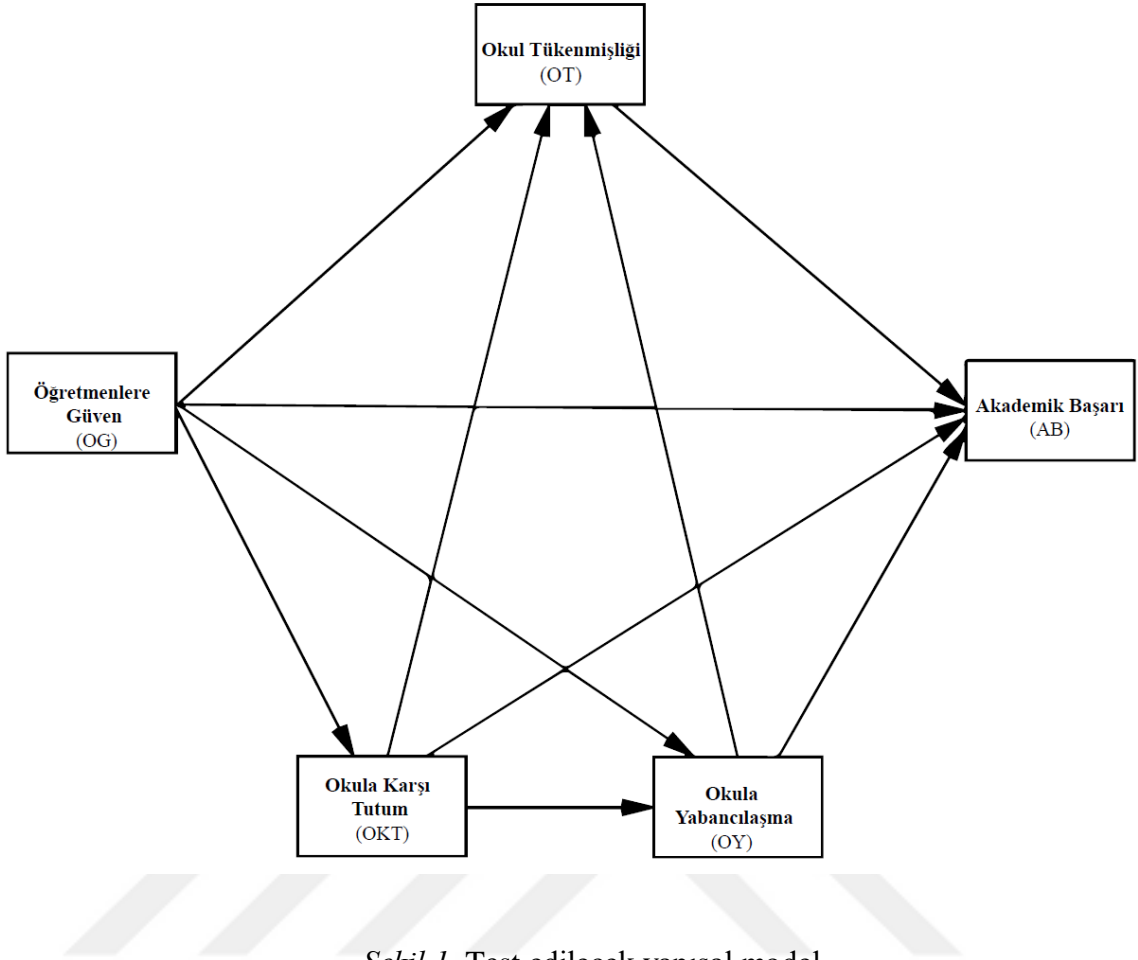 Okul Tükenmişliği
(OT)
Öğretmenlere
Güven
(OG)
Akademik Başarı
(AB)
Okula Karşı
Tutum
(OKT)
Okula
Yabancılaşma
(OY)
Şekil 1. Test edilecek yapısal model